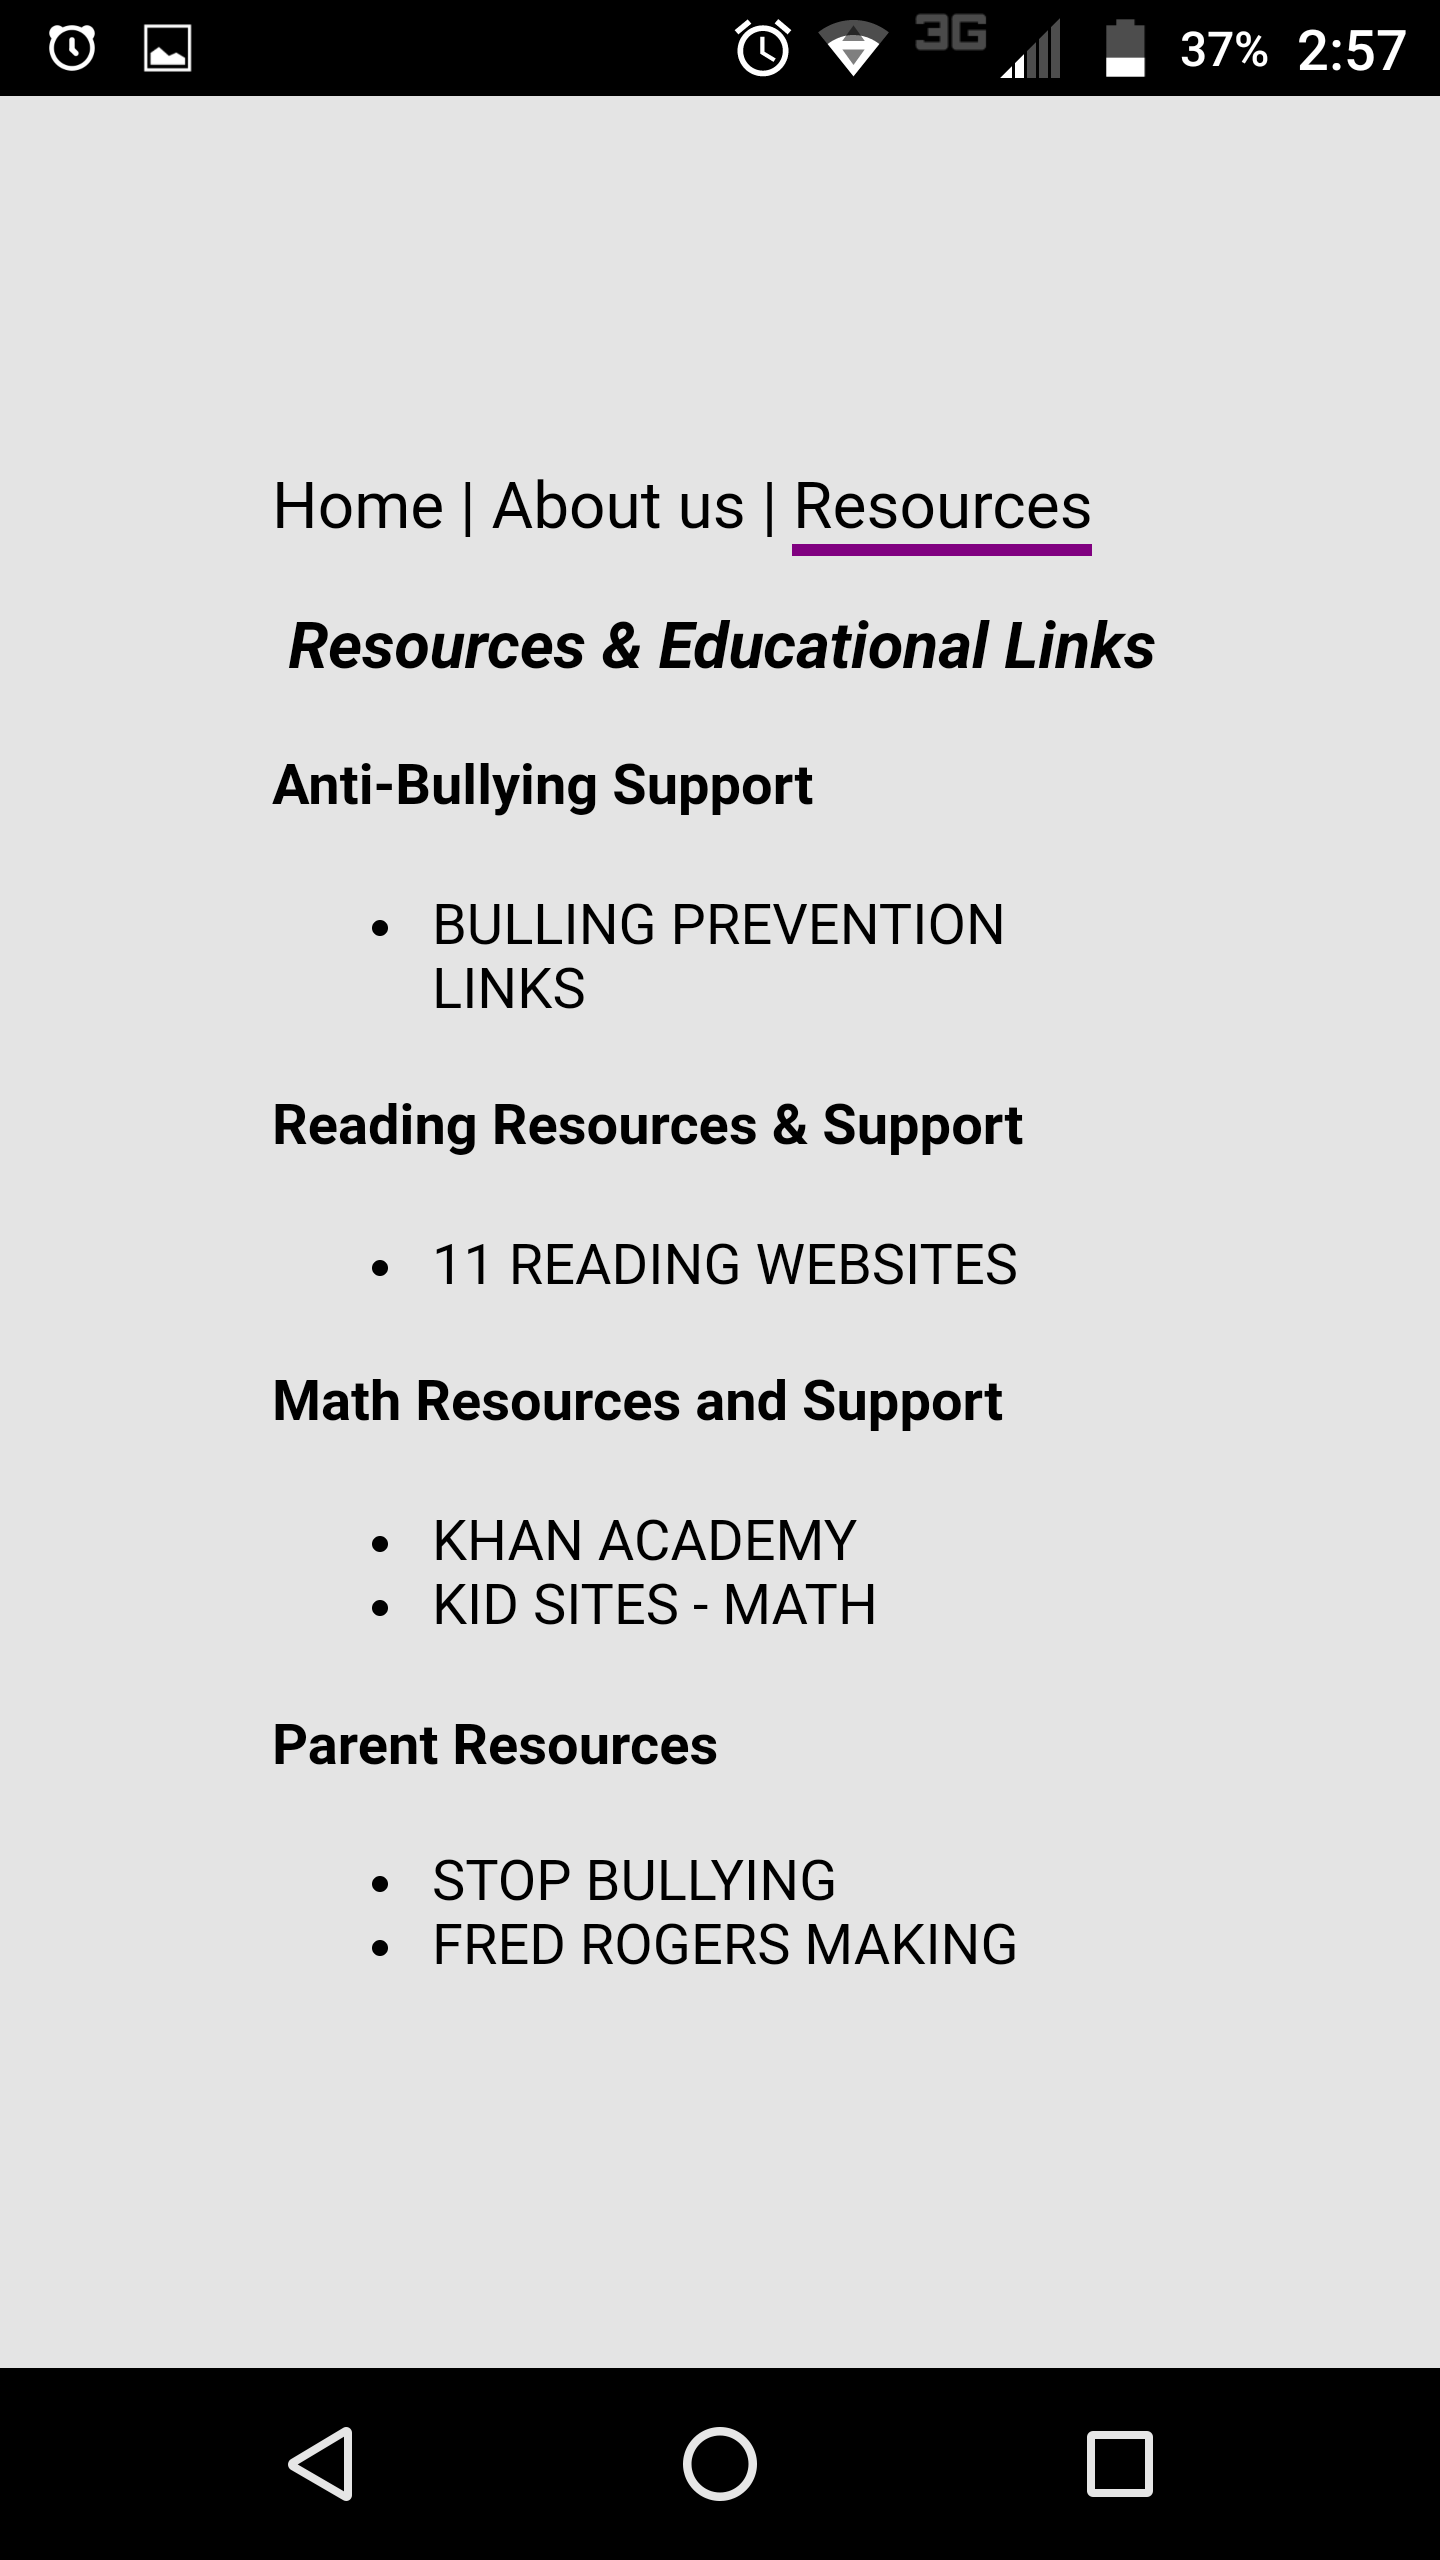 3G 37% 2:57
Home | About us | Resources
Resources & Educational Links
Anti-Bullying Support
• BULLING PREVENTION
LINKS
Reading Resources & Support
• 11 READING WEBSITES
Math Resources and Support
• KHAN ACADEMY
• KID SITES - MATH
Parent Resources
• STOP BULLYING
• FRED ROGERS MAKING